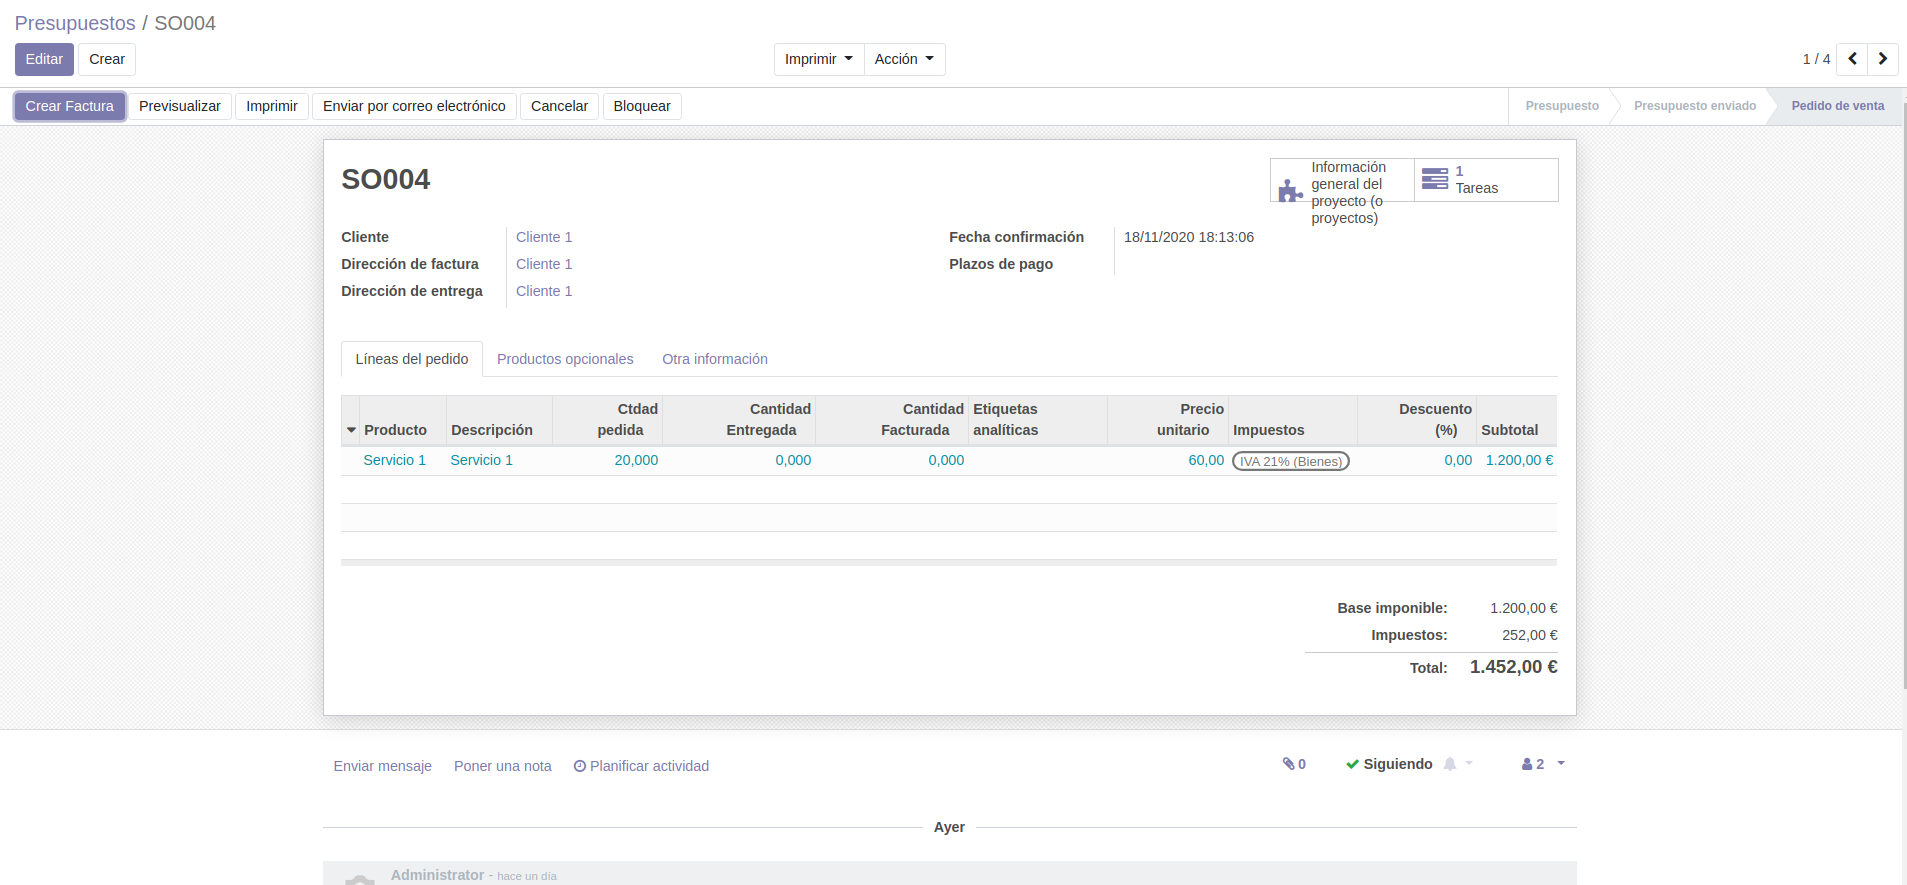 Presupuestos / SO004
Editar Crear Imprimir Acción 1 / 4
Crear Factura Previsualizar Imprimir Enviar por correo electrónico Cancelar Bloquear Presupuesto Presupuesto enviado Pedido de venta
SO004
Información general del proyecto (o proyectos)
1
Tareas
Cliente Cliente 1
Dirección de factura Cliente 1
Dirección de entrega Cliente 1
Fecha confirmación 18/11/2020 18:13:06
Plazos de pago
Líneas del pedido Productos opcionales Otra información
Producto Descripción Ctdad pedida Cantidad Entregada Cantidad Facturada Etiquetas analíticas Precio unitario Impuestos Descuento (%) Subtotal
Servicio 1 Servicio 1 20,000 0,000 0,000 60,00 IVA 21% (Bienes) 0,00 1.200,00 €
Base imponible: 1.200,00 €
Impuestos: 252,00 €
Total: 1.452,00 €
Enviar mensaje Poner una nota Planificar actividad 0 Siguiendo 2
Ayer
Administrator - hace un día